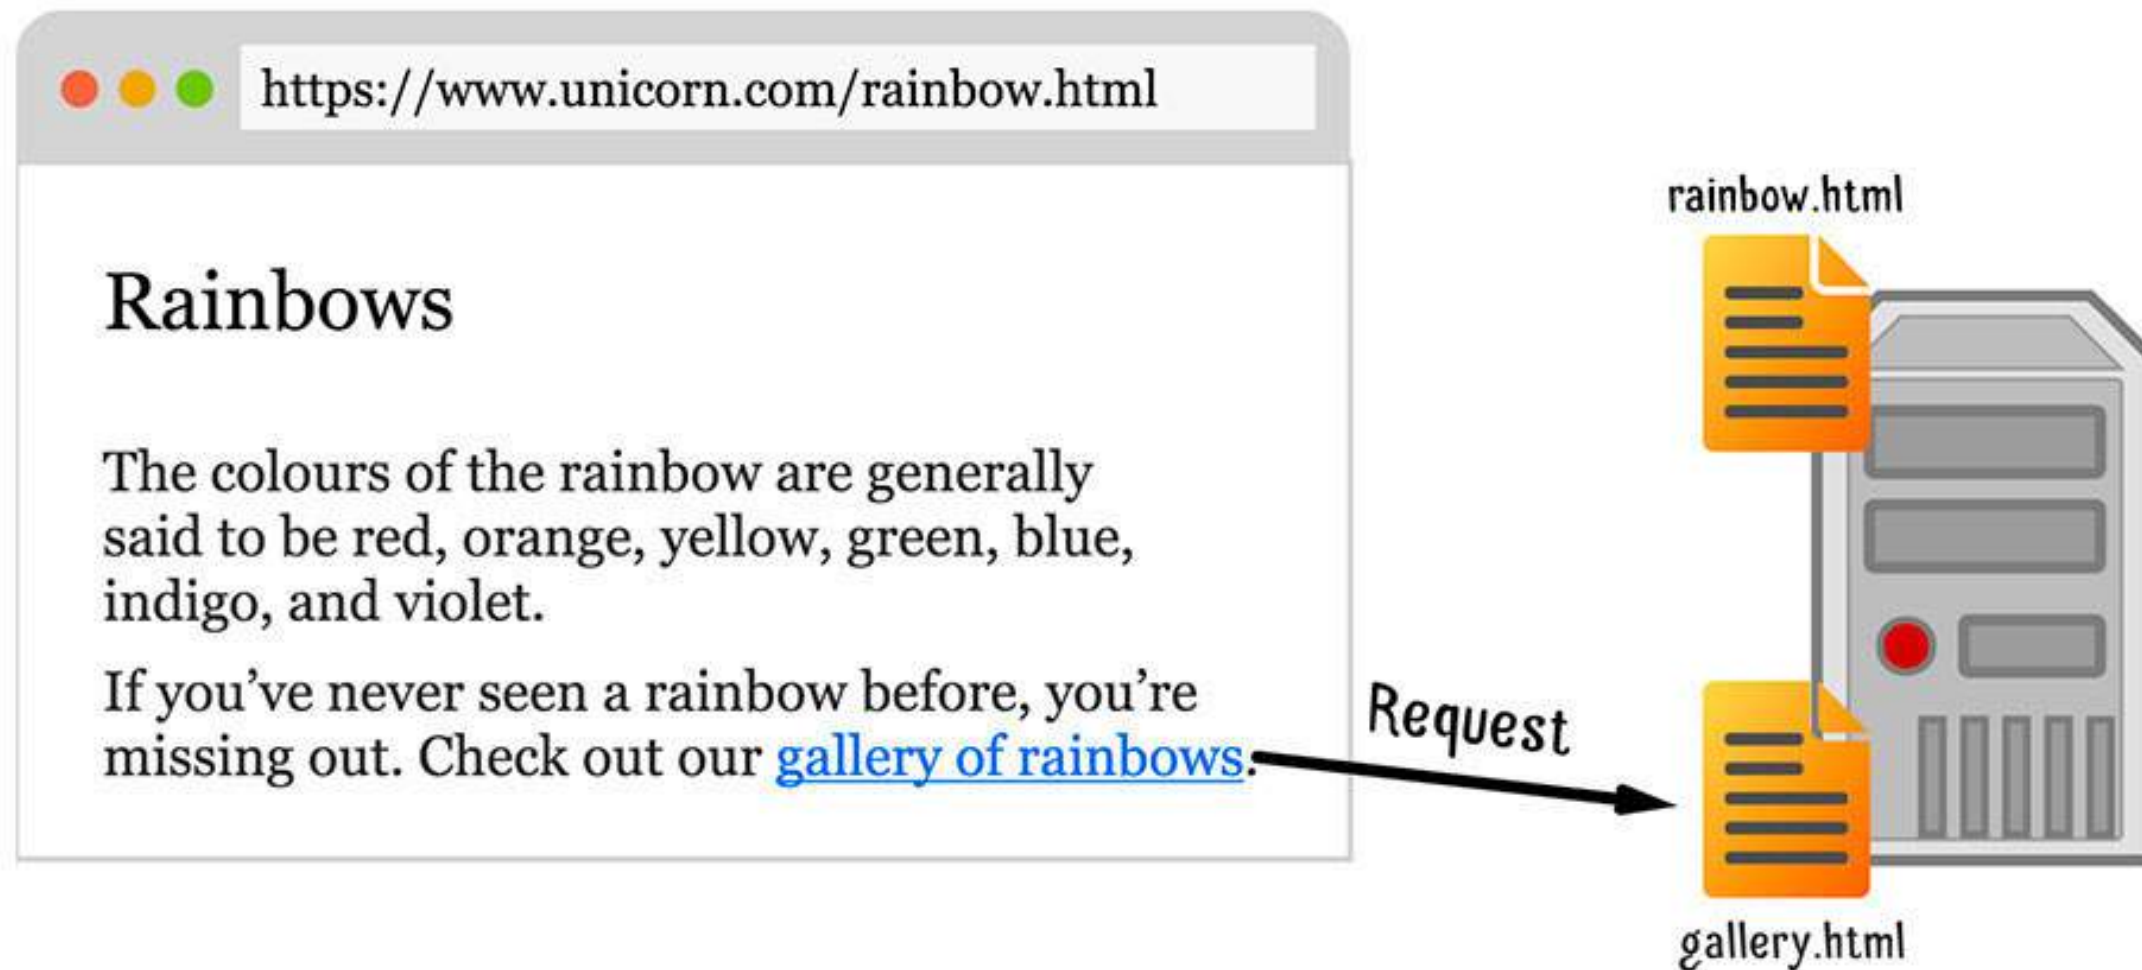 https://www.unicorn.com/rainbow.html
Rainbows
The colours of the rainbow are generally
said to be red, orange, yellow, green, blue,
indigo, and violet.
If you’ve never seen a rainbow before, you’re
missing out. Check out our gallery of rainbows.
Request
rainbow.html
gallery.html